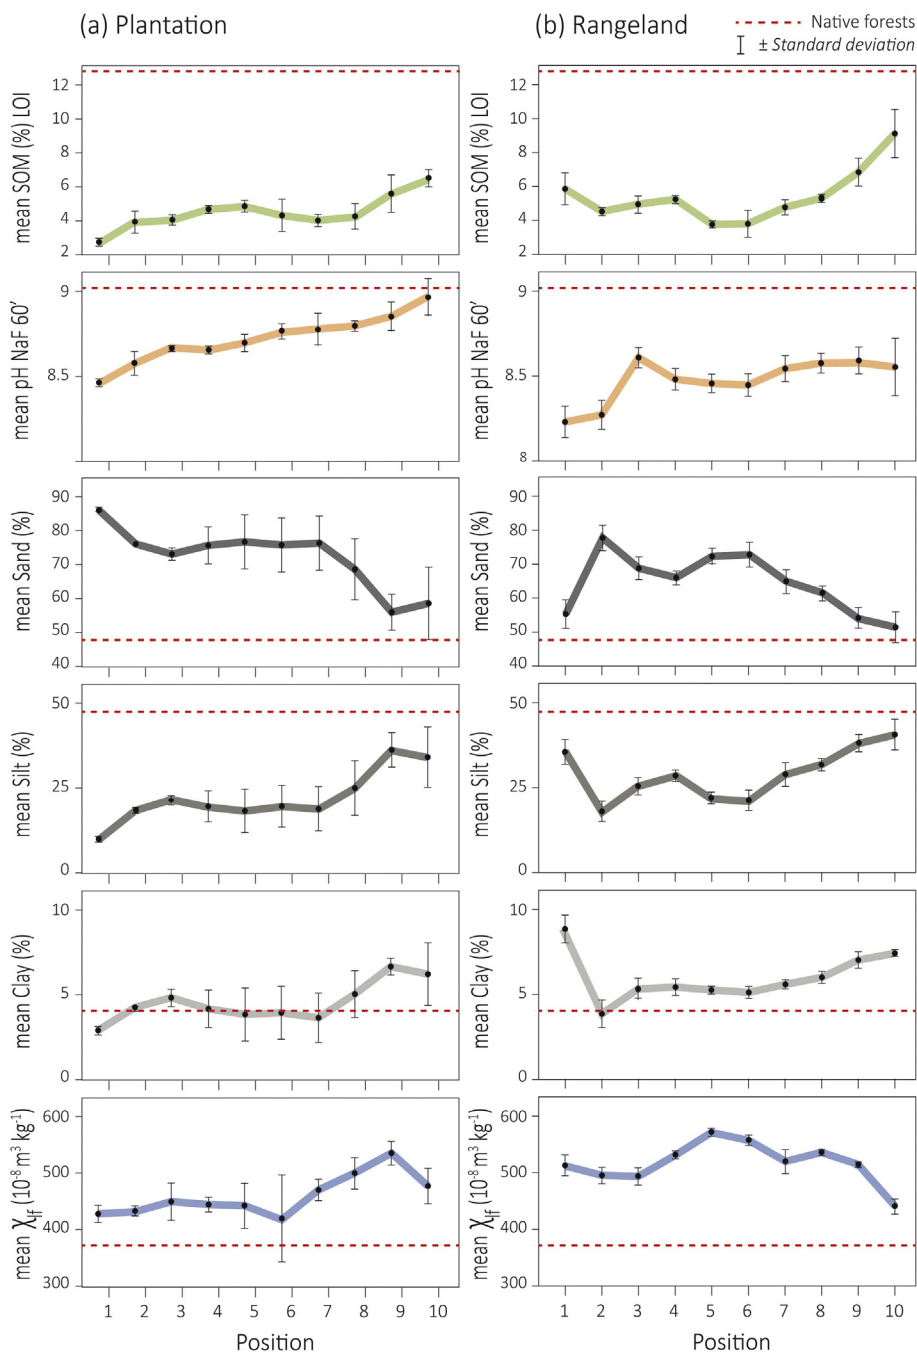 (a) Plantation
(b) Rangeland
Native forests
± Standard deviation
mean SOM (%) LOI
12
10
8
6
4
2
mean SOM (%) LOI
12
10
8
6
4
2
mean pH NaF 60′
9
8.5
mean pH NaF 60′
9
8.5
8
mean Sand (%)
90
80
70
60
50
40
mean Sand (%)
90
80
70
60
50
40
mean Silt (%)
50
25
0
mean Silt (%)
50
25
0
mean Clay (%)
10
5
0
mean Clay (%)
10
5
0
mean χlf (10-8 m3 kg-1)
600
500
400
300
mean χlf (10-8 m3 kg-1)
600
500
400
300
1 2 3 4 5 6 7 8 9 10
1 2 3 4 5 6 7 8 9 10
Position
Position